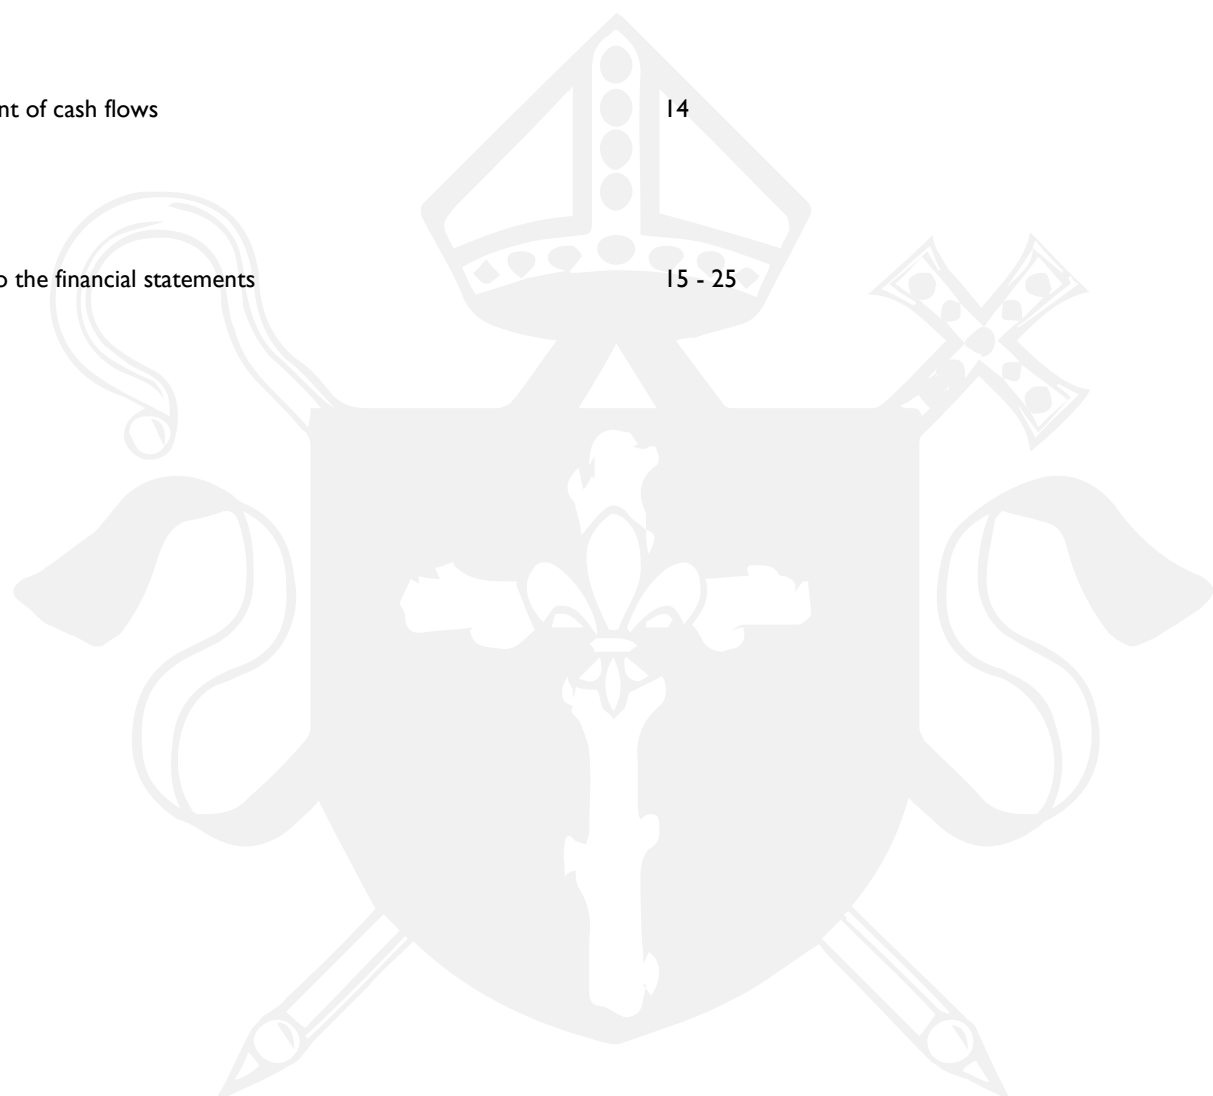 nt of cash flows 14
o the financial statements 15 - 25